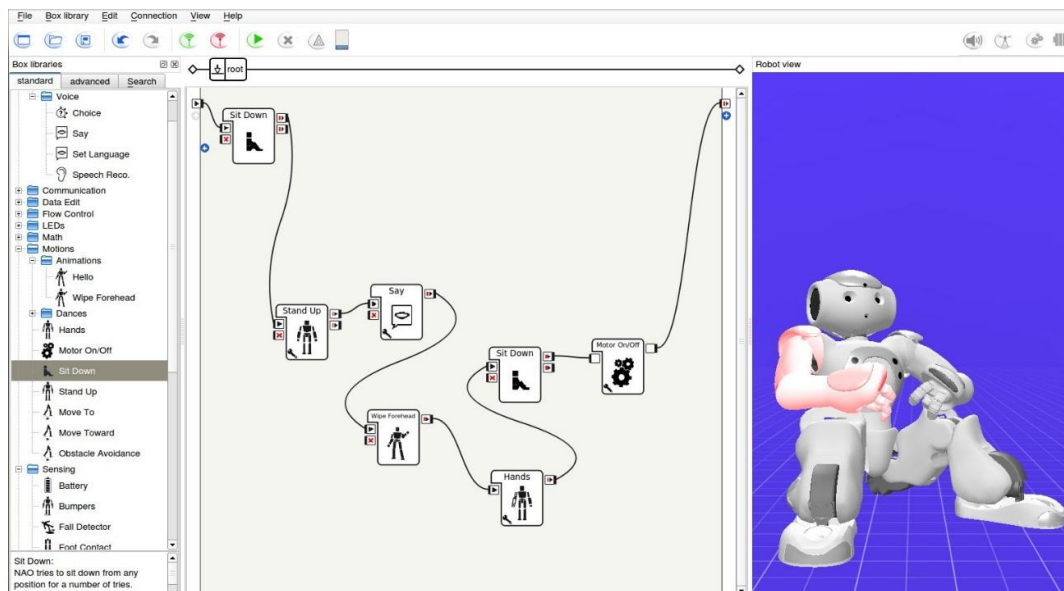 File Box library Edit Connection View Help
Box libraries
standard advanced Search
Voice
Choice
Say
Set Language
Speech Reco.
Communication
Data Edit
Flow Control
LEDs
Math
Motions
Animations
Hello
Wipe Forehead
Dances
Hands
Motor On/Off
Sit Down
Stand Up
Move To
Move Toward
Obstacle Avoidance
Sensing
Battery
Bumpers
Fall Detector
Foot Contact
Sit Down:
NAO tries to sit down from any
position for a number of tries.
root
Sit Down
Stand Up
Say
Wipe Forehead
Hands
Sit Down
Motor On/Off
Robot view